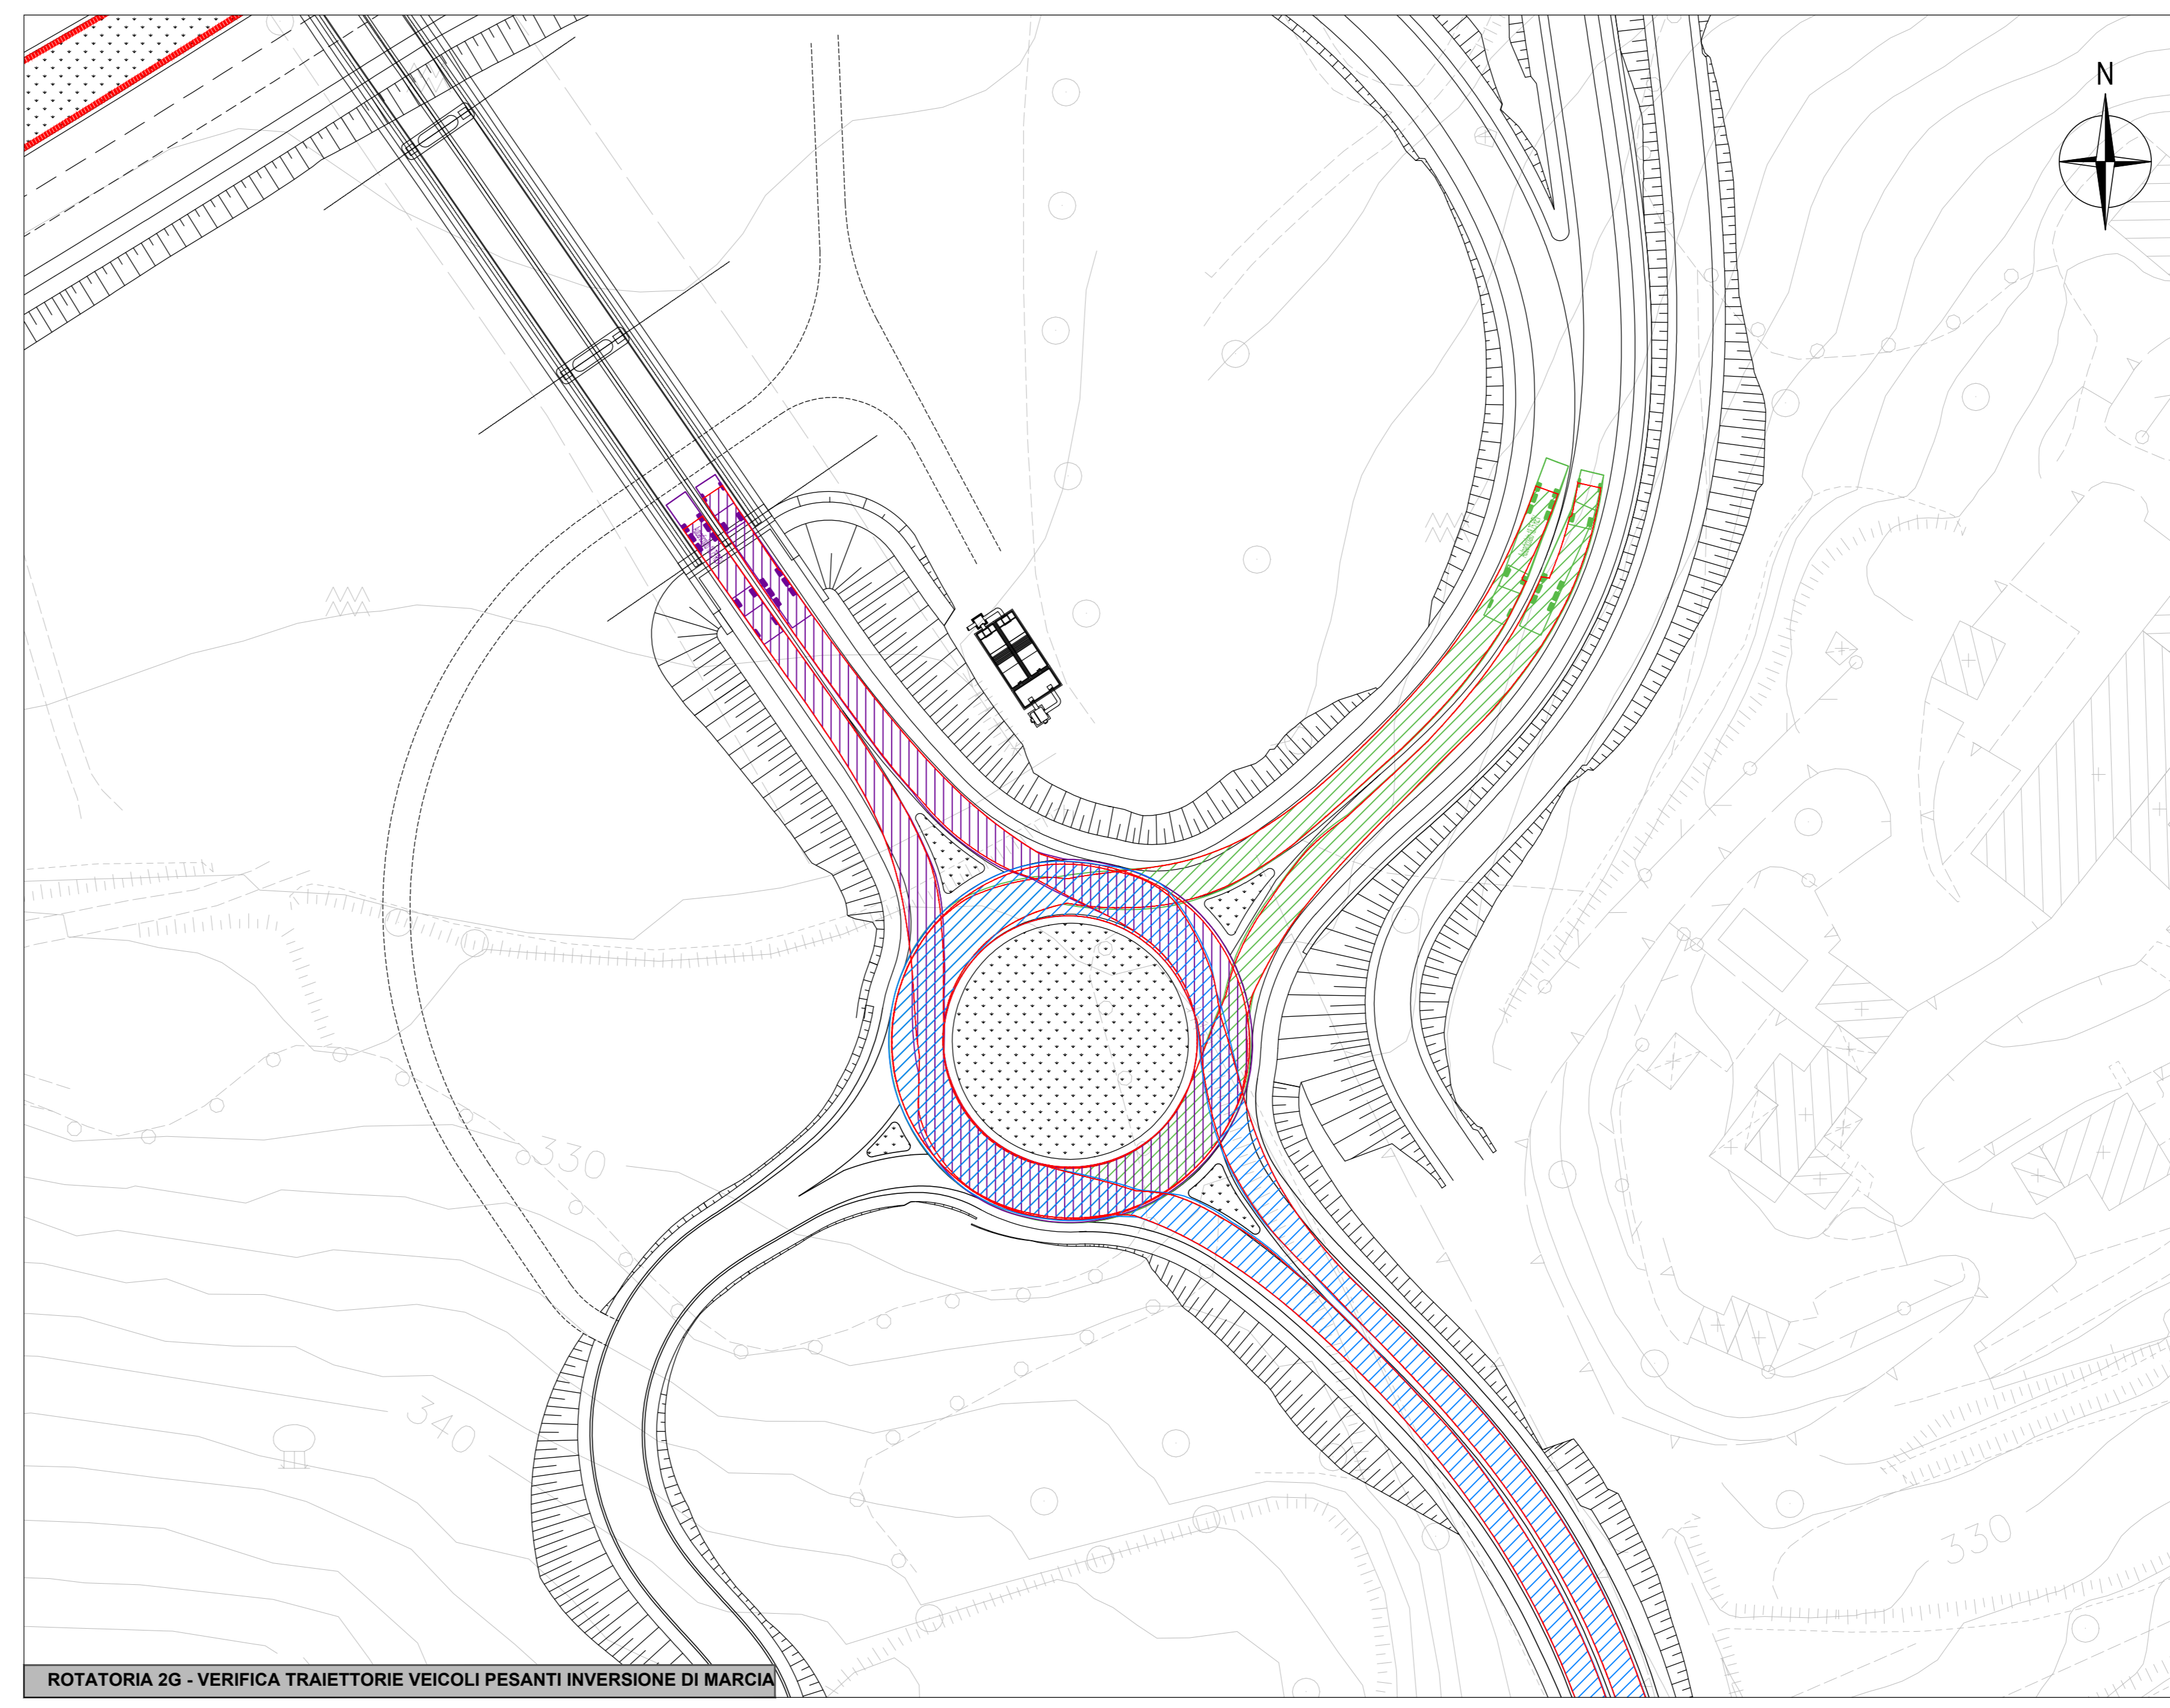 N
330
340
330
ROTATORIA 2G - VERIFICA TRAIETTORIE VEICOLI PESANTI INVERSIONE DI MARCIA